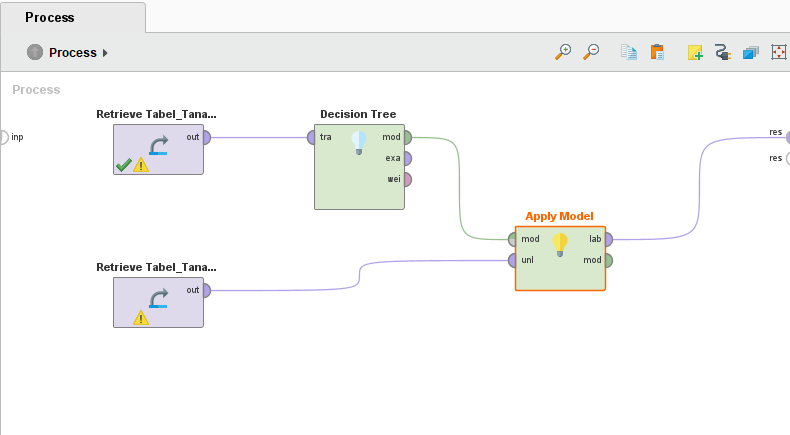 Process
Process
Process
inp
Retrieve Tabel_Tana...
out
Decision Tree
tra
mod
exa
wei
res
res
Apply Model
mod
lab
unl
mod
Retrieve Tabel_Tana...
out